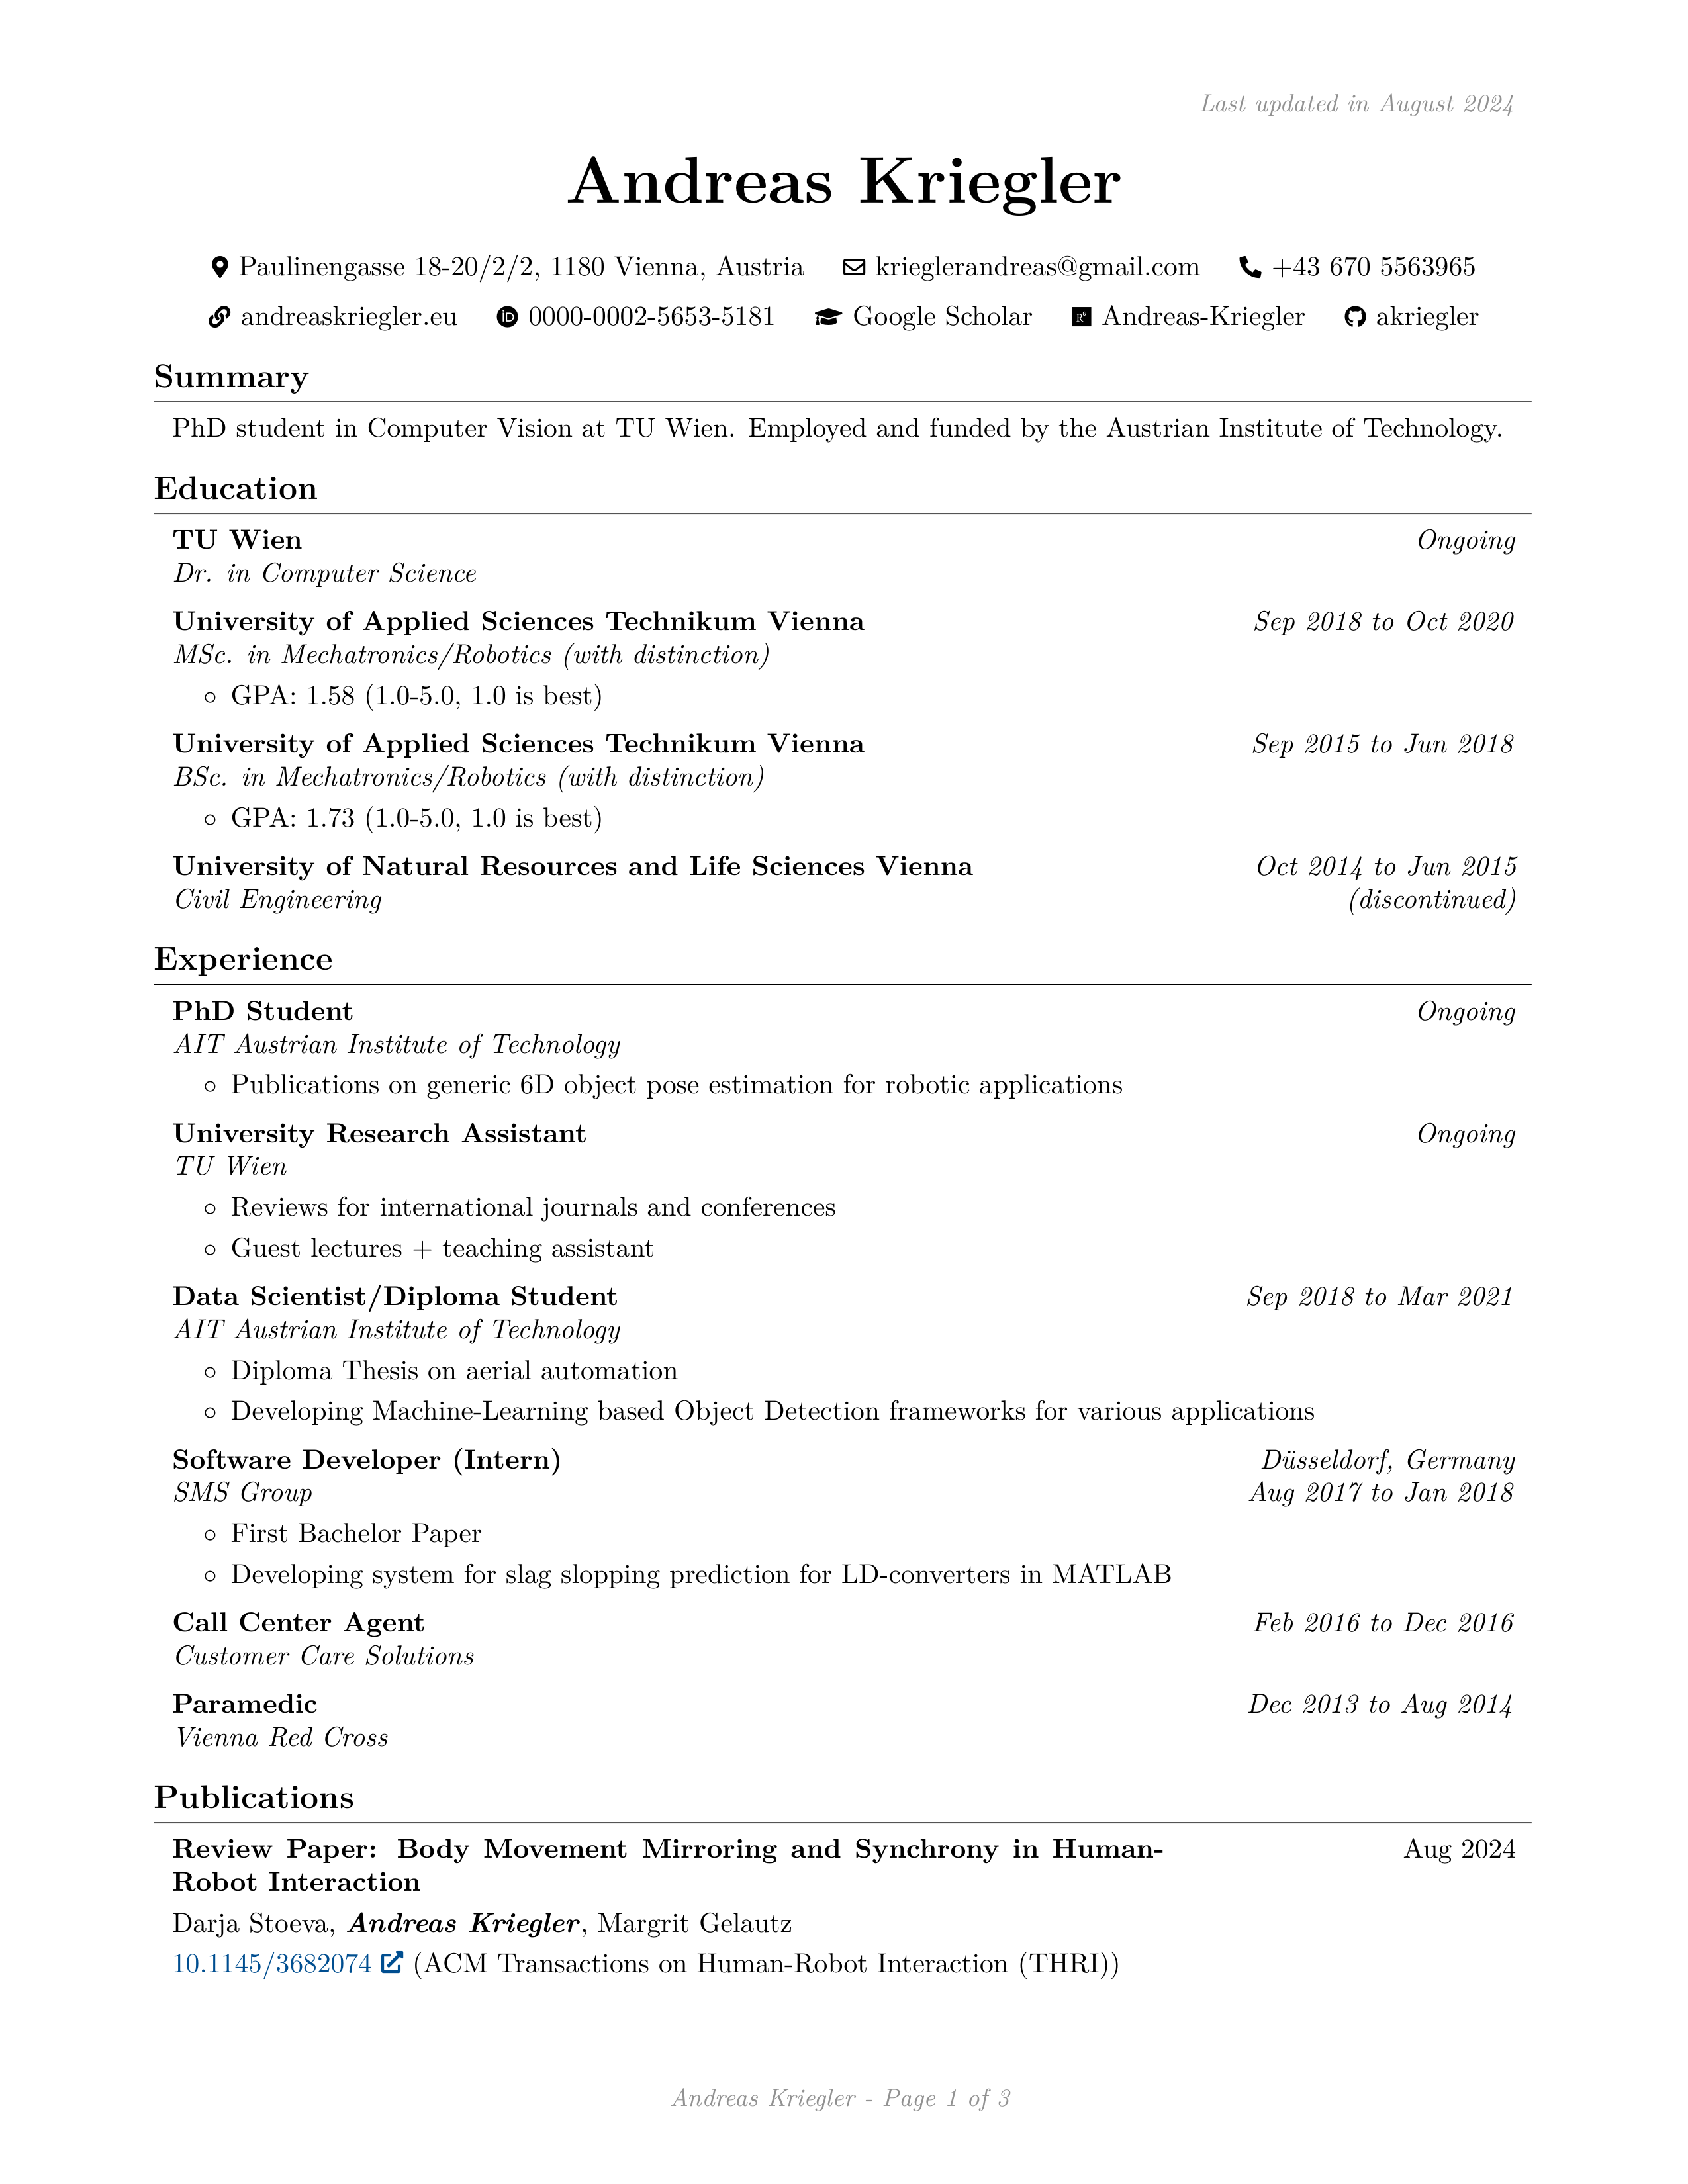 Last updated in August 2024
Andreas Kriegler
Paulinengasse 18-20/2/2, 1180 Vienna, Austria krieglerandreas@gmail.com +43 670 5563965
andreaskriegler.eu 0000-0002-5653-5181 Google Scholar Andreas-Kriegler akriegler
Summary
PhD student in Computer Vision at TU Wien. Employed and funded by the Austrian Institute of Technology.
Education
TU Wien Ongoing
Dr. in Computer Science
University of Applied Sciences Technikum Vienna Sep 2018 to Oct 2020
MSc. in Mechatronics/Robotics (with distinction)
◦ GPA: 1.58 (1.0-5.0, 1.0 is best)
University of Applied Sciences Technikum Vienna Sep 2015 to Jun 2018
BSc. in Mechatronics/Robotics (with distinction)
◦ GPA: 1.73 (1.0-5.0, 1.0 is best)
University of Natural Resources and Life Sciences Vienna Oct 2014 to Jun 2015
Civil Engineering (discontinued)
Experience
PhD Student Ongoing
AIT Austrian Institute of Technology
◦ Publications on generic 6D object pose estimation for robotic applications
University Research Assistant Ongoing
TU Wien
◦ Reviews for international journals and conferences
◦ Guest lectures + teaching assistant
Data Scientist/Diploma Student Sep 2018 to Mar 2021
AIT Austrian Institute of Technology
◦ Diploma Thesis on aerial automation
◦ Developing Machine-Learning based Object Detection frameworks for various applications
Software Developer (Intern) Düsseldorf, Germany
SMS Group Aug 2017 to Jan 2018
◦ First Bachelor Paper
◦ Developing system for slag slopping prediction for LD-converters in MATLAB
Call Center Agent Feb 2016 to Dec 2016
Customer Care Solutions
Paramedic Dec 2013 to Aug 2014
Vienna Red Cross
Publications
Review Paper: Body Movement Mirroring and Synchrony in Human- Aug 2024
Robot Interaction
Darja Stoeva, Andreas Kriegler, Margrit Gelautz
10.1145/3682074 (ACM Transactions on Human-Robot Interaction (THRI))
Andreas Kriegler - Page 1 of 3